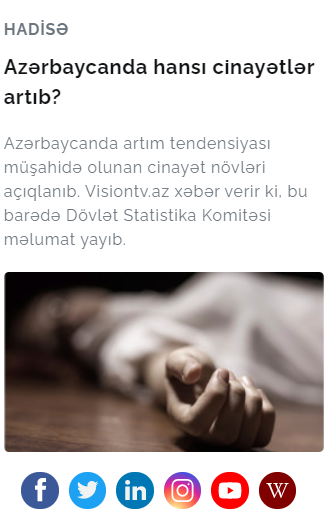 HADİSƏ
Azərbaycanda hansı cinayətlər
artıb?
Azərbaycanda artım tendensiyası
müşahidə olunan cinayət növləri
açıqlanıb. Visiontv.az xəbər verir ki, bu
barədə Dövlət Statistika Komitəsi
məlumat yayıb.